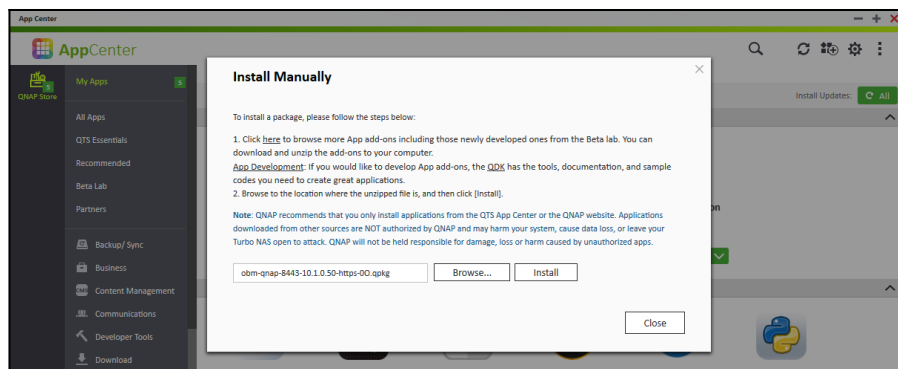 App Center
AppCenter
5
QNAP Store
My Apps 5
All Apps
QTS Essentials
Recommended
Beta Lab
Partners
Backup/ Sync
Business
Content Management
Communications
Developer Tools
Download
Install Updates: All
Install Manually
To install a package, please follow the steps below:
1. Click here to browse more App add-ons including those newly developed ones from the Beta lab. You can
download and unzip the add-ons to your computer.
App Development: If you would like to develop App add-ons, the QDK has the tools, documentation, and sample
codes you need to create great applications.
2. Browse to the location where the unzipped file is, and then click [Install].
Note: QNAP recommends that you only install applications from the QTS App Center or the QNAP website. Applications
downloaded from other sources are NOT authorized by QNAP and may harm your system, cause data loss, or leave your
Turbo NAS open to attack. QNAP will not be held responsible for damage, loss or harm caused by unauthorized apps.
obm-qnap-8443-10.1.0.50-https-0O.qpkg Browse... Install
Close